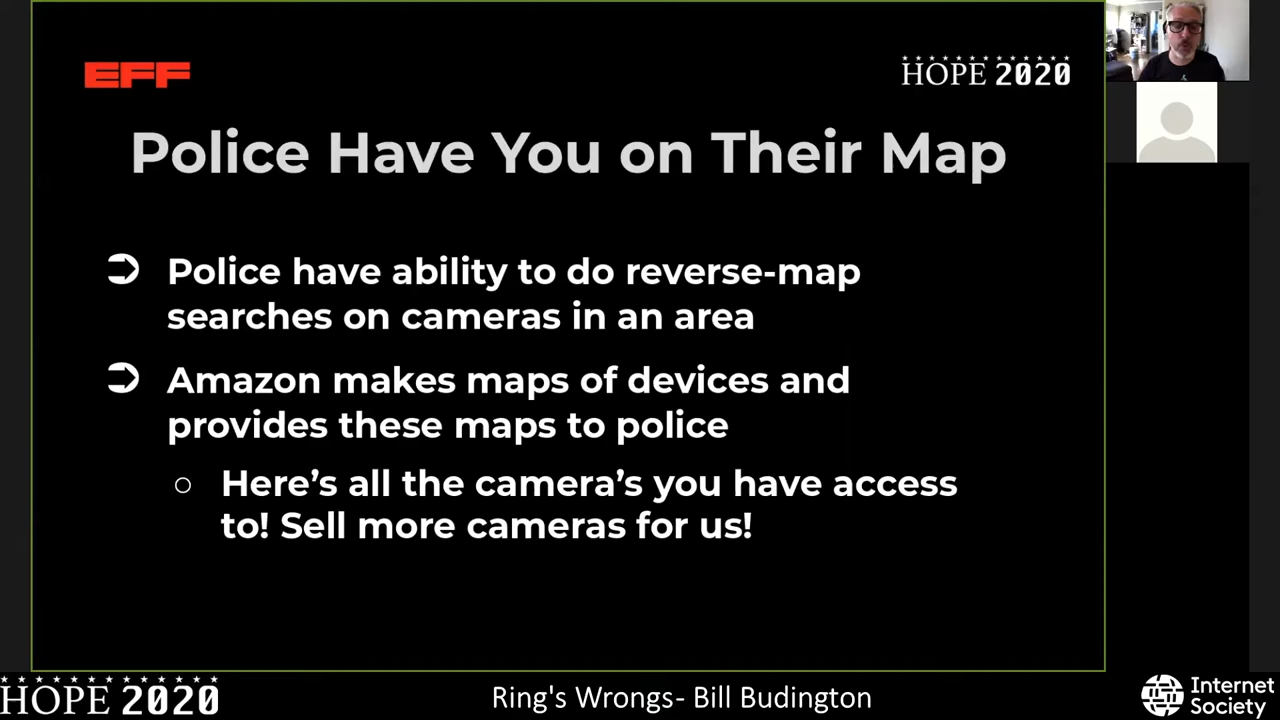 EFF
HOPE 2020
Police Have You on Their Map
Police have ability to do reverse-map
searches on cameras in an area
Amazon makes maps of devices and
provides these maps to police
Here’s all the camera’s you have access
to! Sell more cameras for us!
HOPE 2020
Ring's Wrongs- Bill Budington
Internet
Society